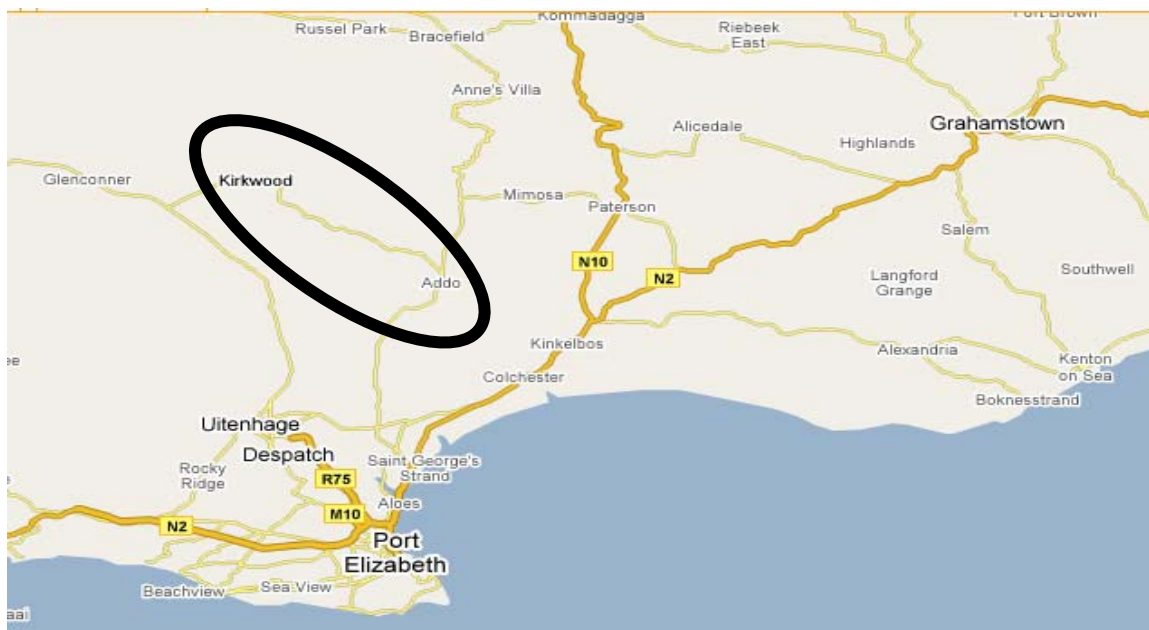 Kommadagga
Fort Brown
Russel Park
Riebeek
East
Bracefield
Anne's Villa
Alicedale
Grahamstown
Highlands
Glenconner
Kirkwood
Mimosa
Paterson
Salem
N10
N2
Langford
Grange
Southwell
Addo
Kinkelbos
Alexandria
Kenton
on Sea
Colchester
Boknesstrand
Uitenhage
Despatch
Saint George's
Strand
Rocky
Ridge
R75
Aloes
M10
N2
Port
Elizabeth
Beachview
Sea View